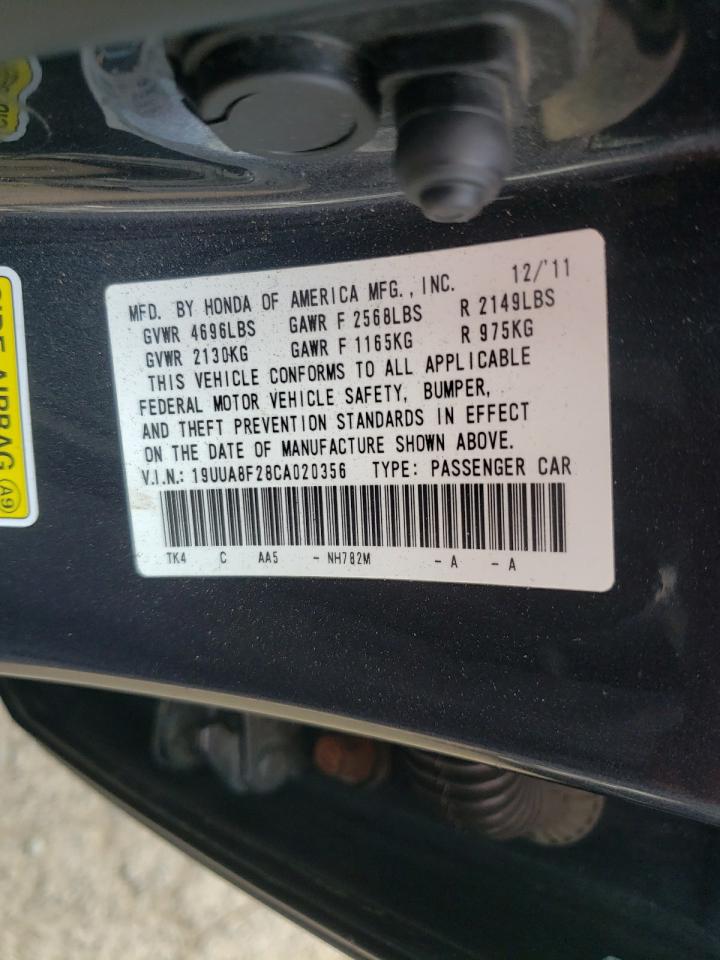 MFD. BY HONDA OF AMERICA MFG., INC. 12/'11
GVWR 4696LBS GAWR F 2568LBS R 2149LBS
GVWR 2130KG GAWR F 1165KG R 975KG
THIS VEHICLE CONFORMS TO ALL APPLICABLE
FEDERAL MOTOR VEHICLE SAFETY, BUMPER,
AND THEFT PREVENTION STANDARDS IN EFFECT
ON THE DATE OF MANUFACTURE SHOWN ABOVE.
V.I.N.: 19UUA8F28CA020356 TYPE: PASSENGER CAR
TK4 C AA5 - NH782M - A - A
AIRBAG A9